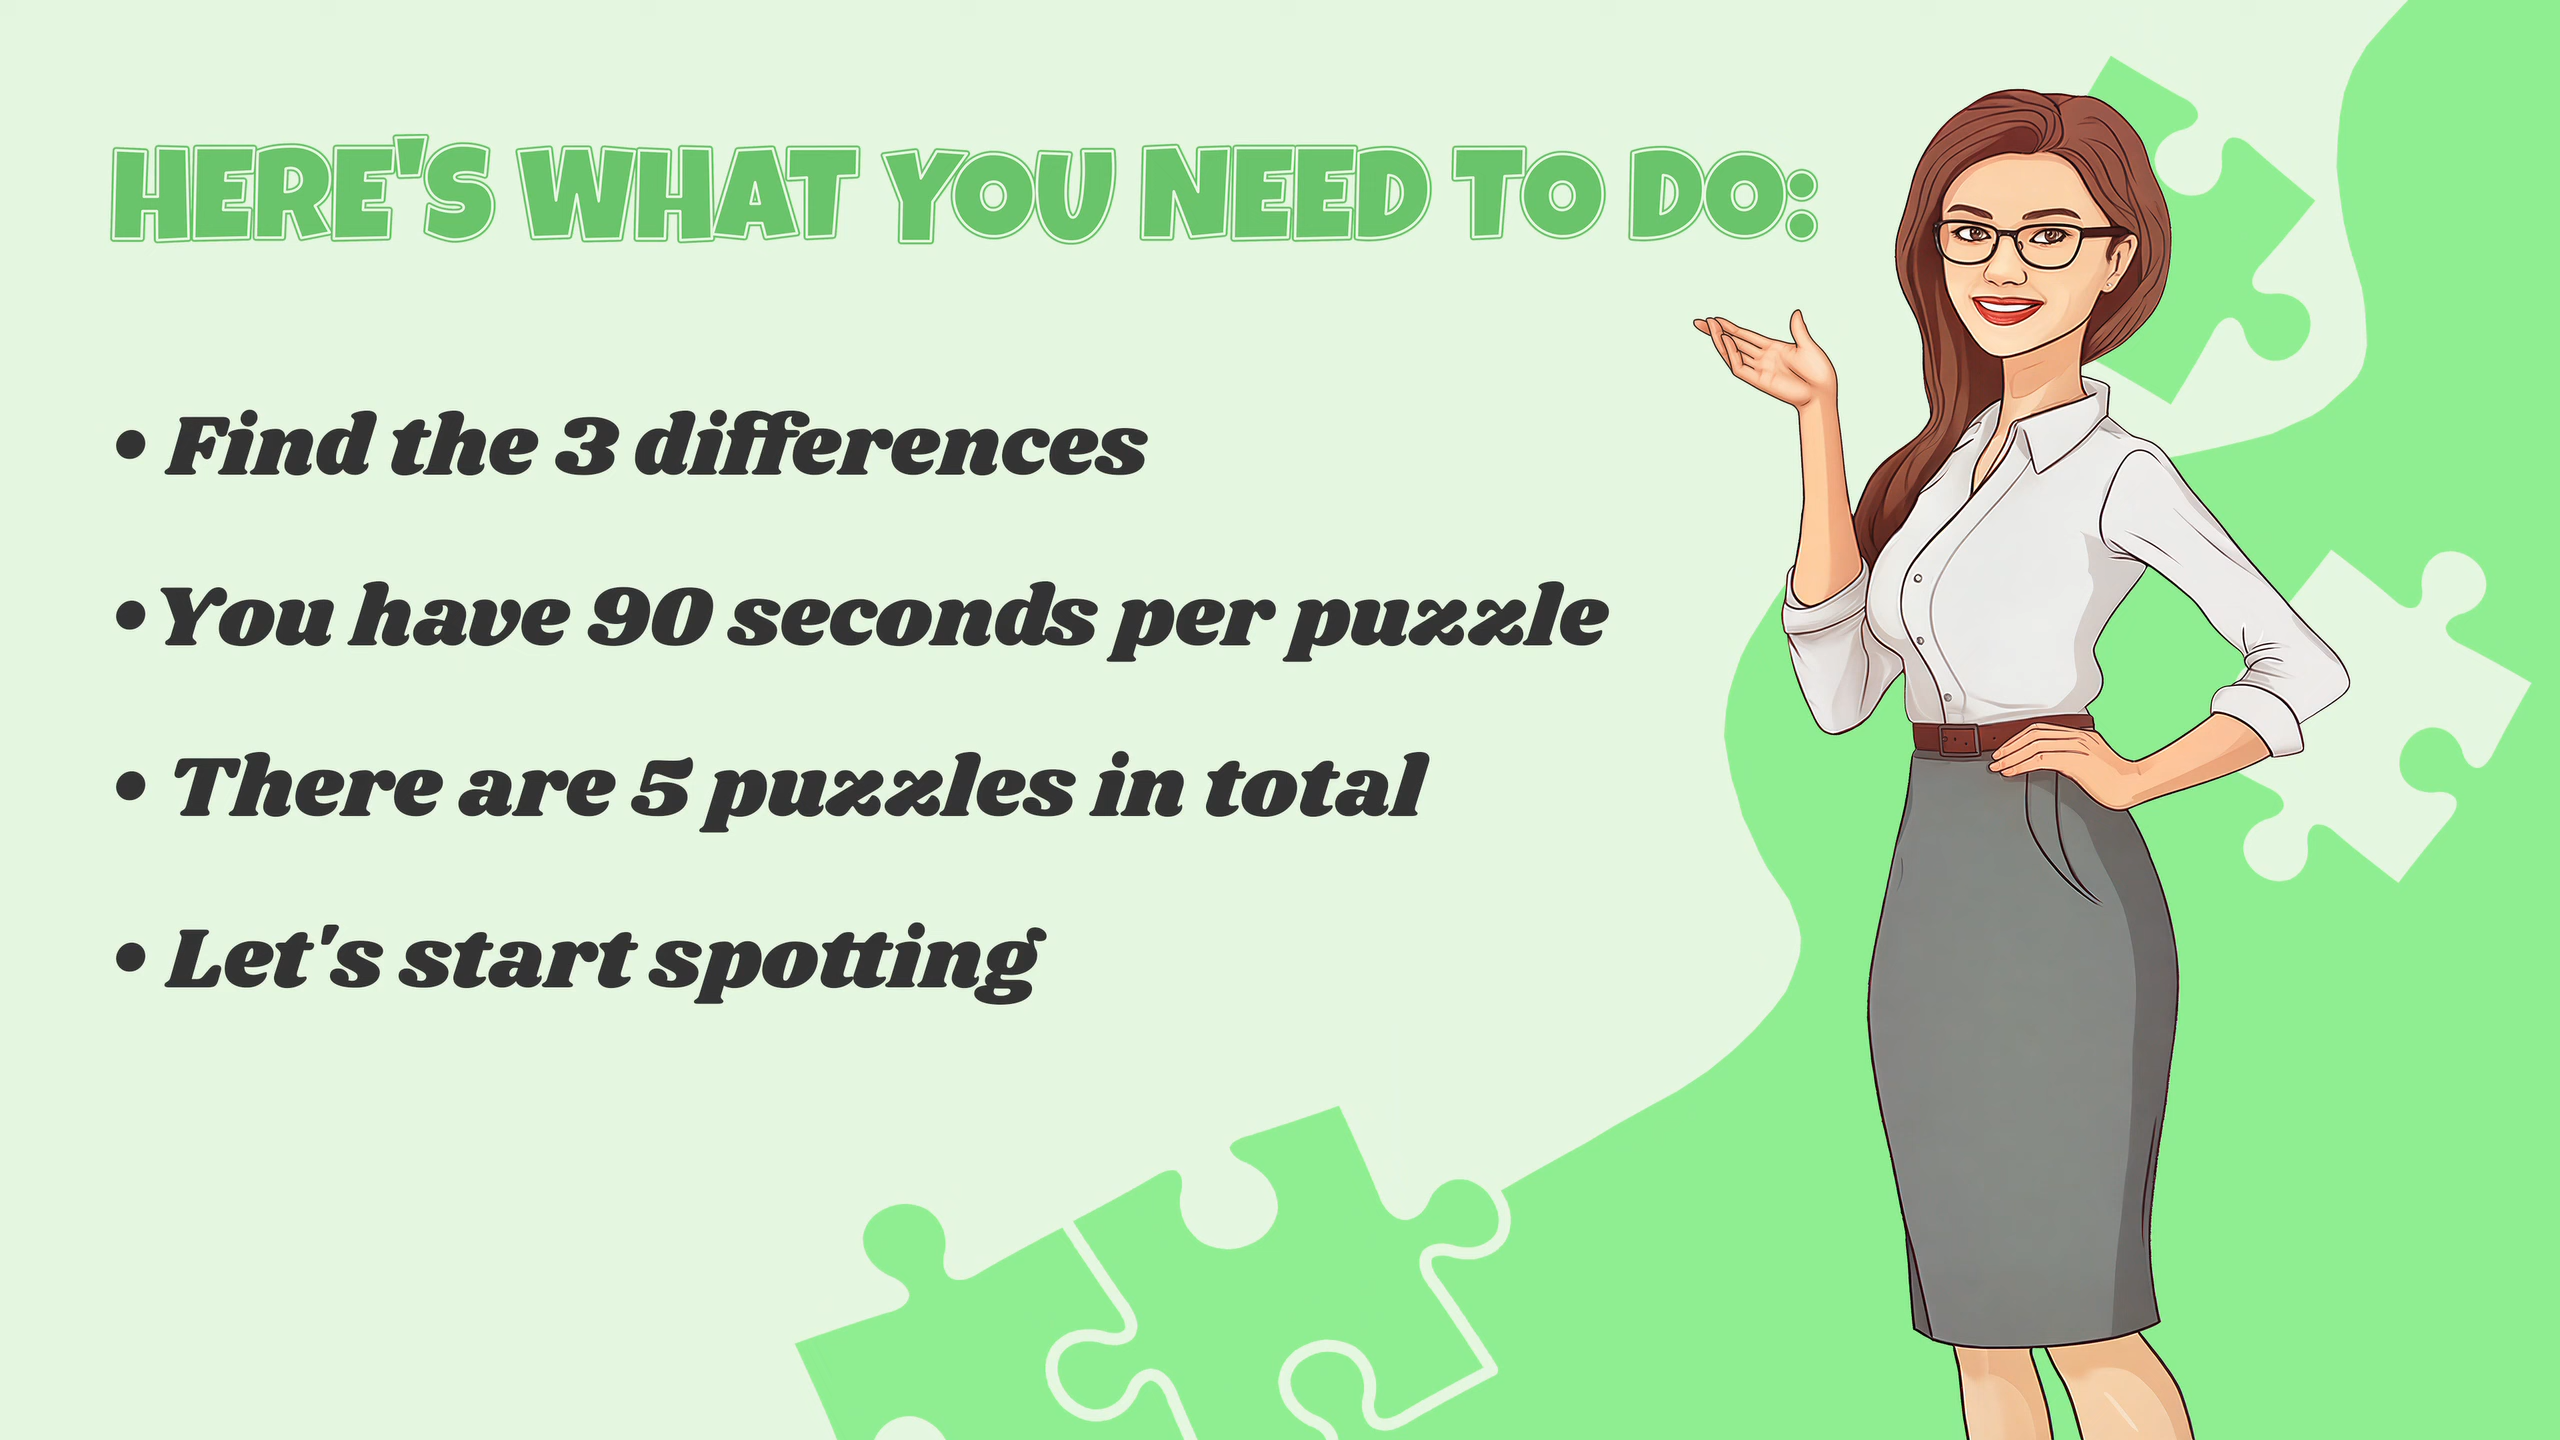 HERE'S WHAT YOU NEED TO DO:
• Find the 3 differences
• You have 90 seconds per puzzle
• There are 5 puzzles in total
• Let's start spotting